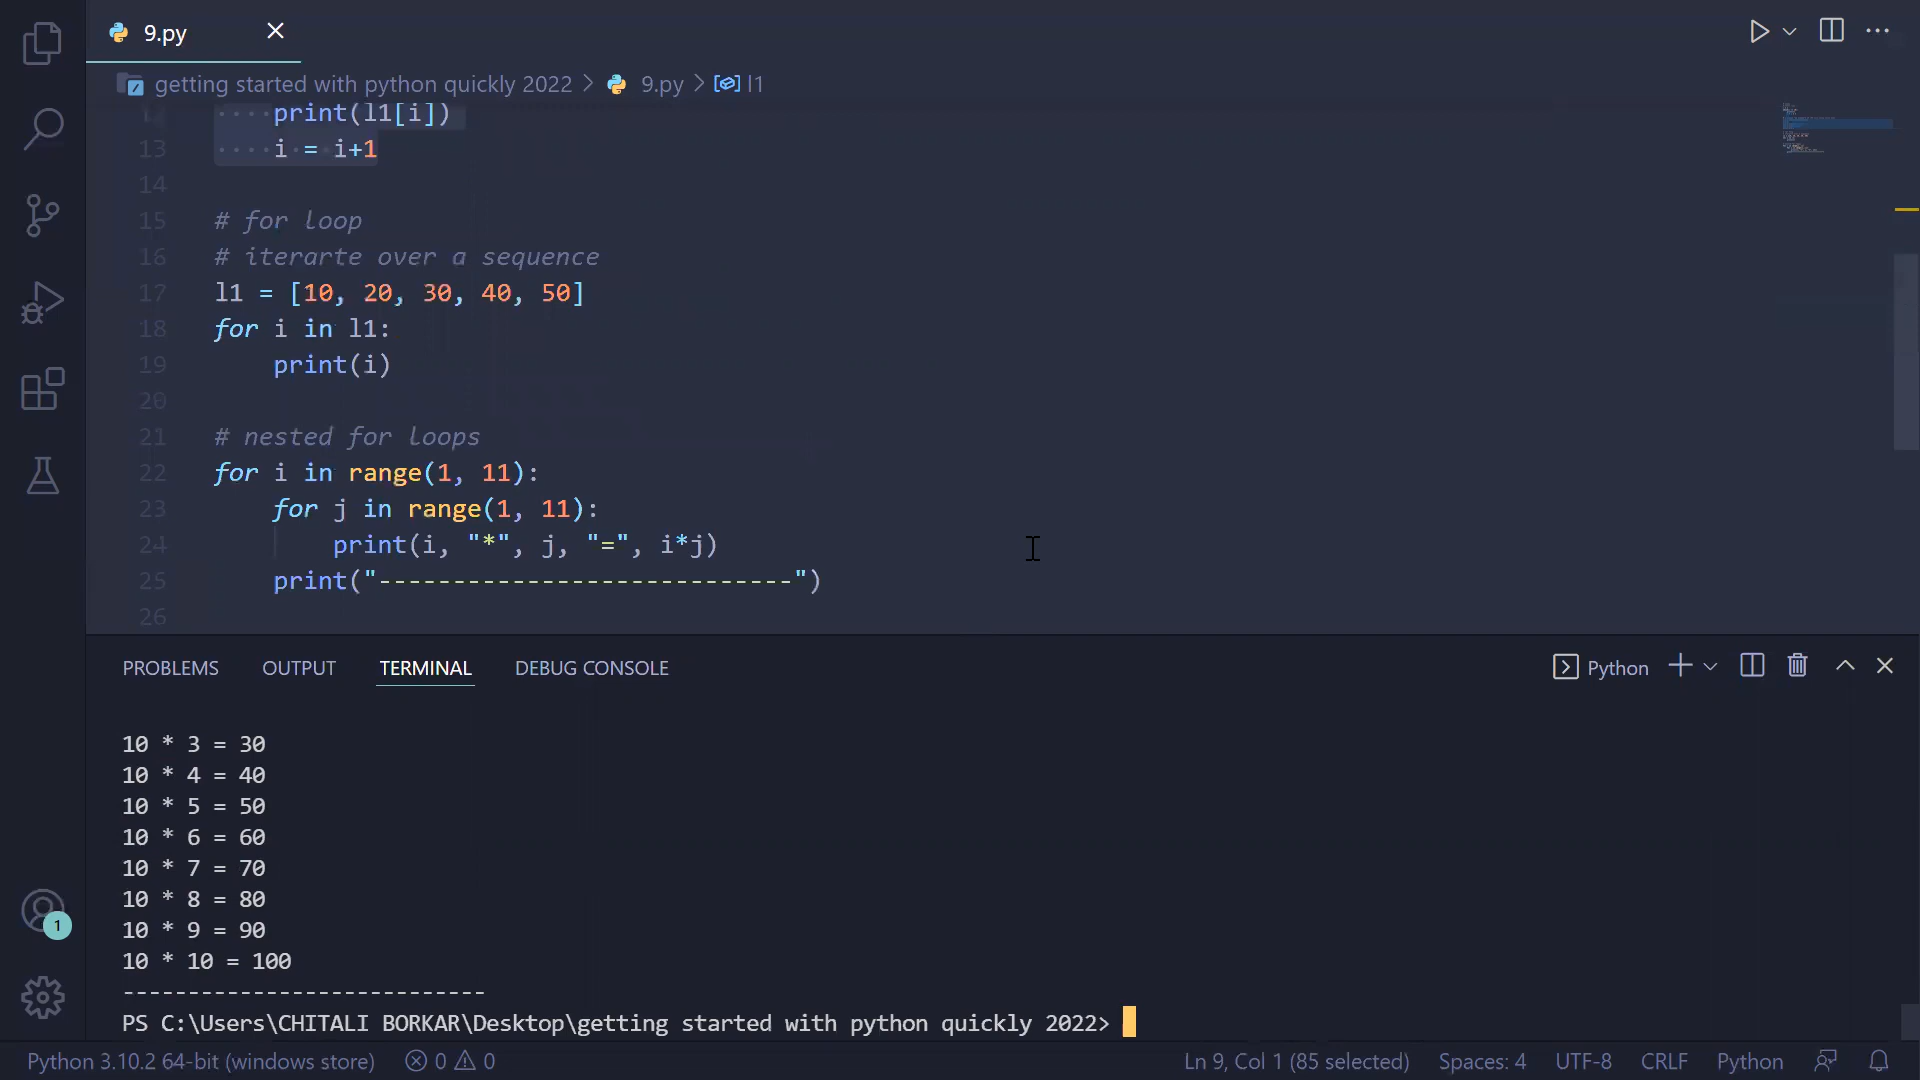 9.py
getting started with python quickly 2022 > 9.py > l1
print(l1[i])
13 i = i+1
14
15 # for loop
16 # iterarte over a sequence
17 l1 = [10, 20, 30, 40, 50]
18 for i in l1:
19 print(i)
20
21 # nested for loops
22 for i in range(1, 11):
23 for j in range(1, 11):
24 print(i, "*", j, "=", i*j)
25 print("----------------------------")
26
PROBLEMS OUTPUT TERMINAL DEBUG CONSOLE Python
10 * 3 = 30
10 * 4 = 40
10 * 5 = 50
10 * 6 = 60
10 * 7 = 70
10 * 8 = 80
10 * 9 = 90
10 * 10 = 100
----------------------------
PS C:\Users\CHITALI BORKAR\Desktop\getting started with python quickly 2022>
1
Python 3.10.2 64-bit (windows store) 0 0 Ln 9, Col 1 (85 selected) Spaces: 4 UTF-8 CRLF Python